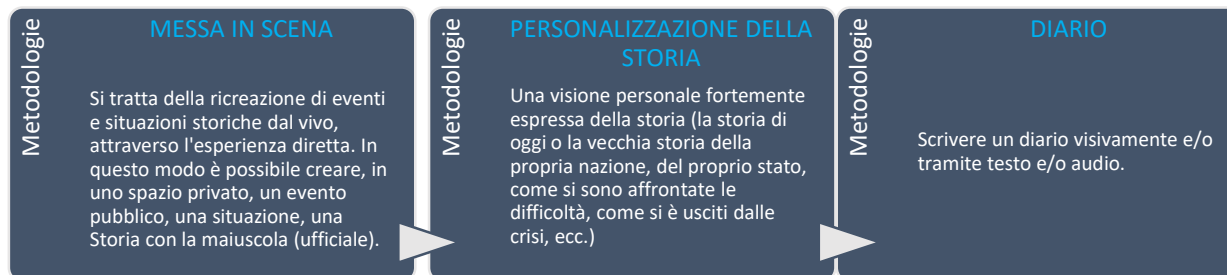 Metodologie
MESSA IN SCENA
Si tratta della ricreazione di eventi
e situazioni storiche dal vivo,
attraverso l'esperienza diretta. In
questo modo è possibile creare, in
uno spazio privato, un evento
pubblico, una situazione, una
Storia con la maiuscola (ufficiale).
Metodologie
PERSONALIZZAZIONE DELLA
STORIA
Una visione personale fortemente
espressa della storia (la storia di
oggi o la vecchia storia della
propria nazione, del proprio stato,
come si sono affrontate le
difficoltà, come si è usciti dalle
crisi, ecc.)
Metodologie
DIARIO
Scrivere un diario visivamente e/o
tramite testo e/o audio.